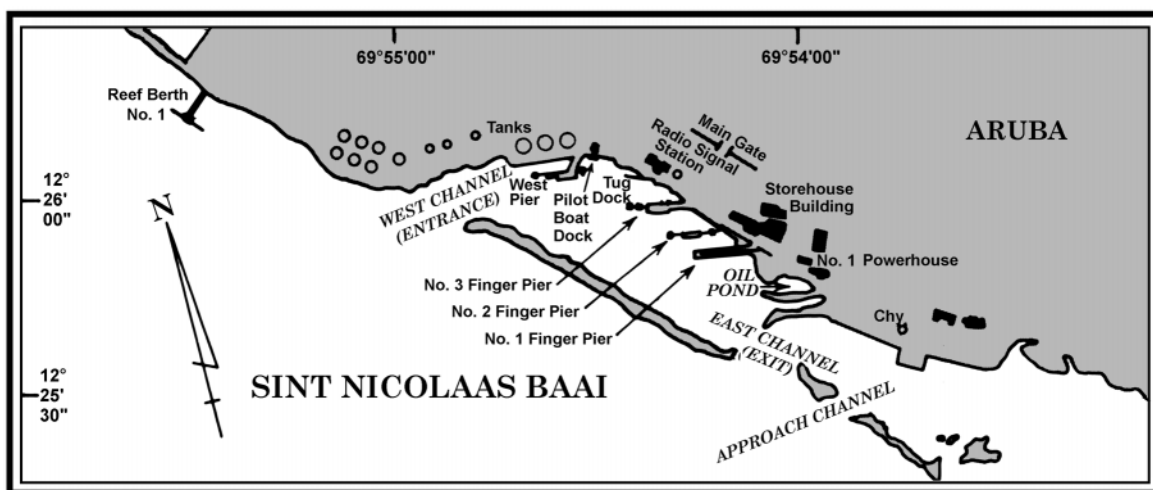 69°55'00"
69°54'00"
Reef Berth
No. 1
Tanks
Main Gate
Radio Signal
Station
ARUBA
12°
26'
00"
N
WEST CHANNEL
(ENTRANCE)
West
Pier
Pilot
Boat
Dock
Tug
Dock
Storehouse
Building
No. 1 Powerhouse
OIL
POND
No. 3 Finger Pier
No. 2 Finger Pier
No. 1 Finger Pier
EAST CHANNEL
(EXIT)
Chy
12°
25'
30"
SINT NICOLAAS BAAI
APPROACH CHANNEL